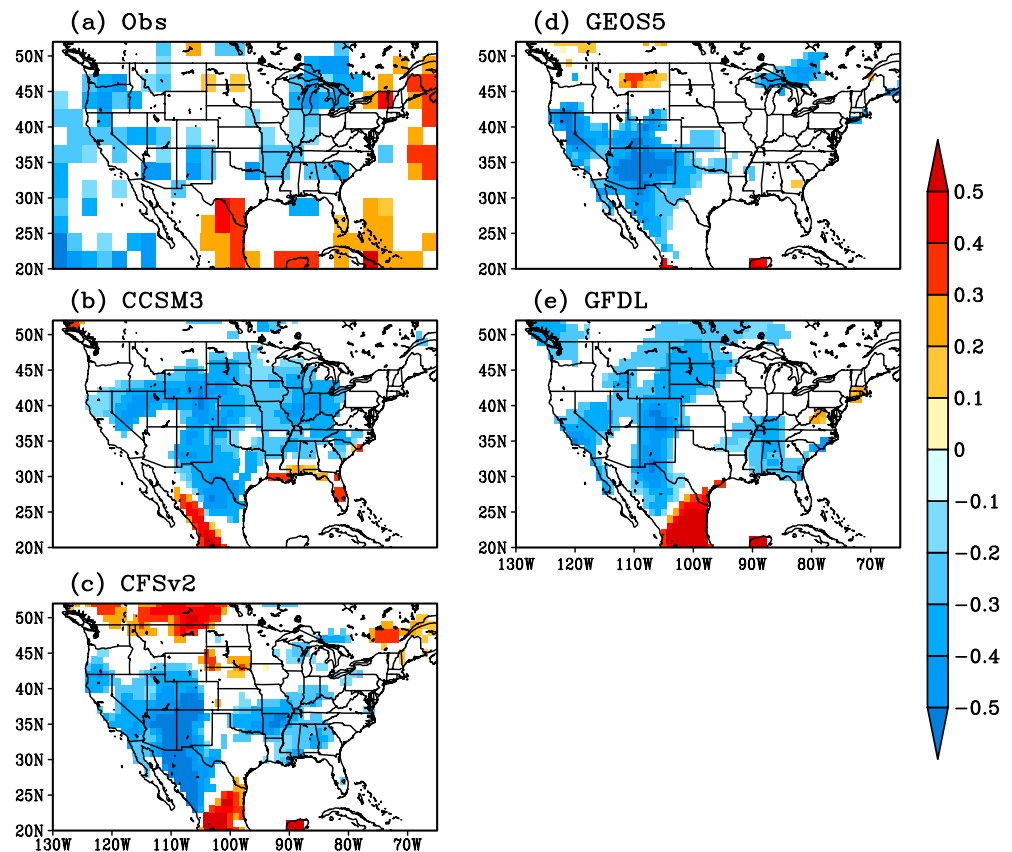 (a) Obs
50N
45N
40N
35N
30N
25N
20N
(b) CCSM3
50N
45N
40N
35N
30N
25N
20N
(c) CFSv2
50N
45N
40N
35N
30N
25N
20N
130W 120W 110W 100W 90W 80W 70W
(d) GEOS5
50N
45N
40N
35N
30N
25N
20N
(e) GFDL
50N
45N
40N
35N
30N
25N
20N
130W 120W 110W 100W 90W 80W 70W
0.5
0.4
0.3
0.2
0.1
0
-0.1
-0.2
-0.3
-0.4
-0.5